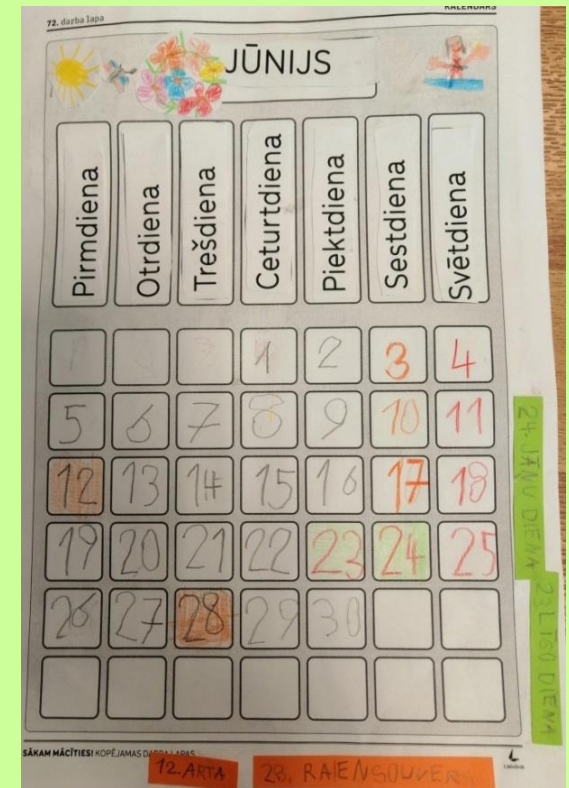 KALENDĀRS
72. darba lapa
JŪNIJS
Pirmdiena Otrdiena Trešdiena Ceturtdiena Piektdiena Sestdiena Svētdiena
1 2 3 4
5 6 7 8 9 10 11
12 13 14 15 16 17 18
19 20 21 22 23 24 25
26 27 28 29 30
24. JĀŅU DIENA
23 LĪGO DIENA
SĀKAM MĀCĪTIES! KOPĒJAMAS DARBA LAPAS
12. ARTA
28.